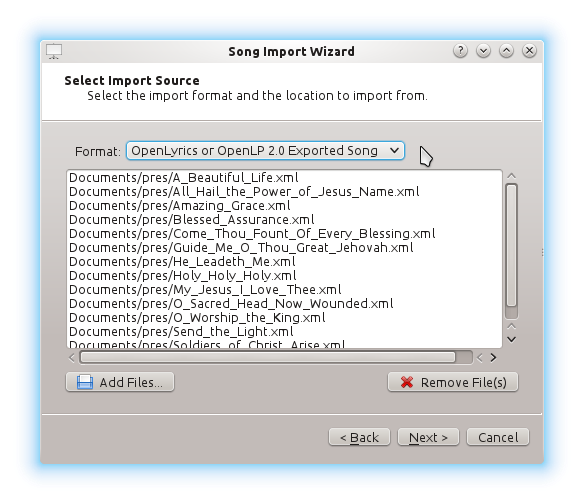 Song Import Wizard
Select Import Source
Select the import format and the location to import from.
Format: OpenLyrics or OpenLP 2.0 Exported Song
Documents/pres/A_Beautiful_Life.xml
Documents/pres/All_Hail_the_Power_of_Jesus_Name.xml
Documents/pres/Amazing_Grace.xml
Documents/pres/Blessed_Assurance.xml
Documents/pres/Come_Thou_Fount_Of_Every_Blessing.xml
Documents/pres/Guide_Me_O_Thou_Great_Jehovah.xml
Documents/pres/He_Leadeth_Me.xml
Documents/pres/Holy_Holy_Holy.xml
Documents/pres/My_Jesus_I_Love_Thee.xml
Documents/pres/O_Sacred_Head_Now_Wounded.xml
Documents/pres/O_Worship_the_King.xml
Documents/pres/Send_the_Light.xml
Documents/pres/Soldiers_of_Christ_Arise.xml
Add Files... Remove File(s)
< Back Next > Cancel